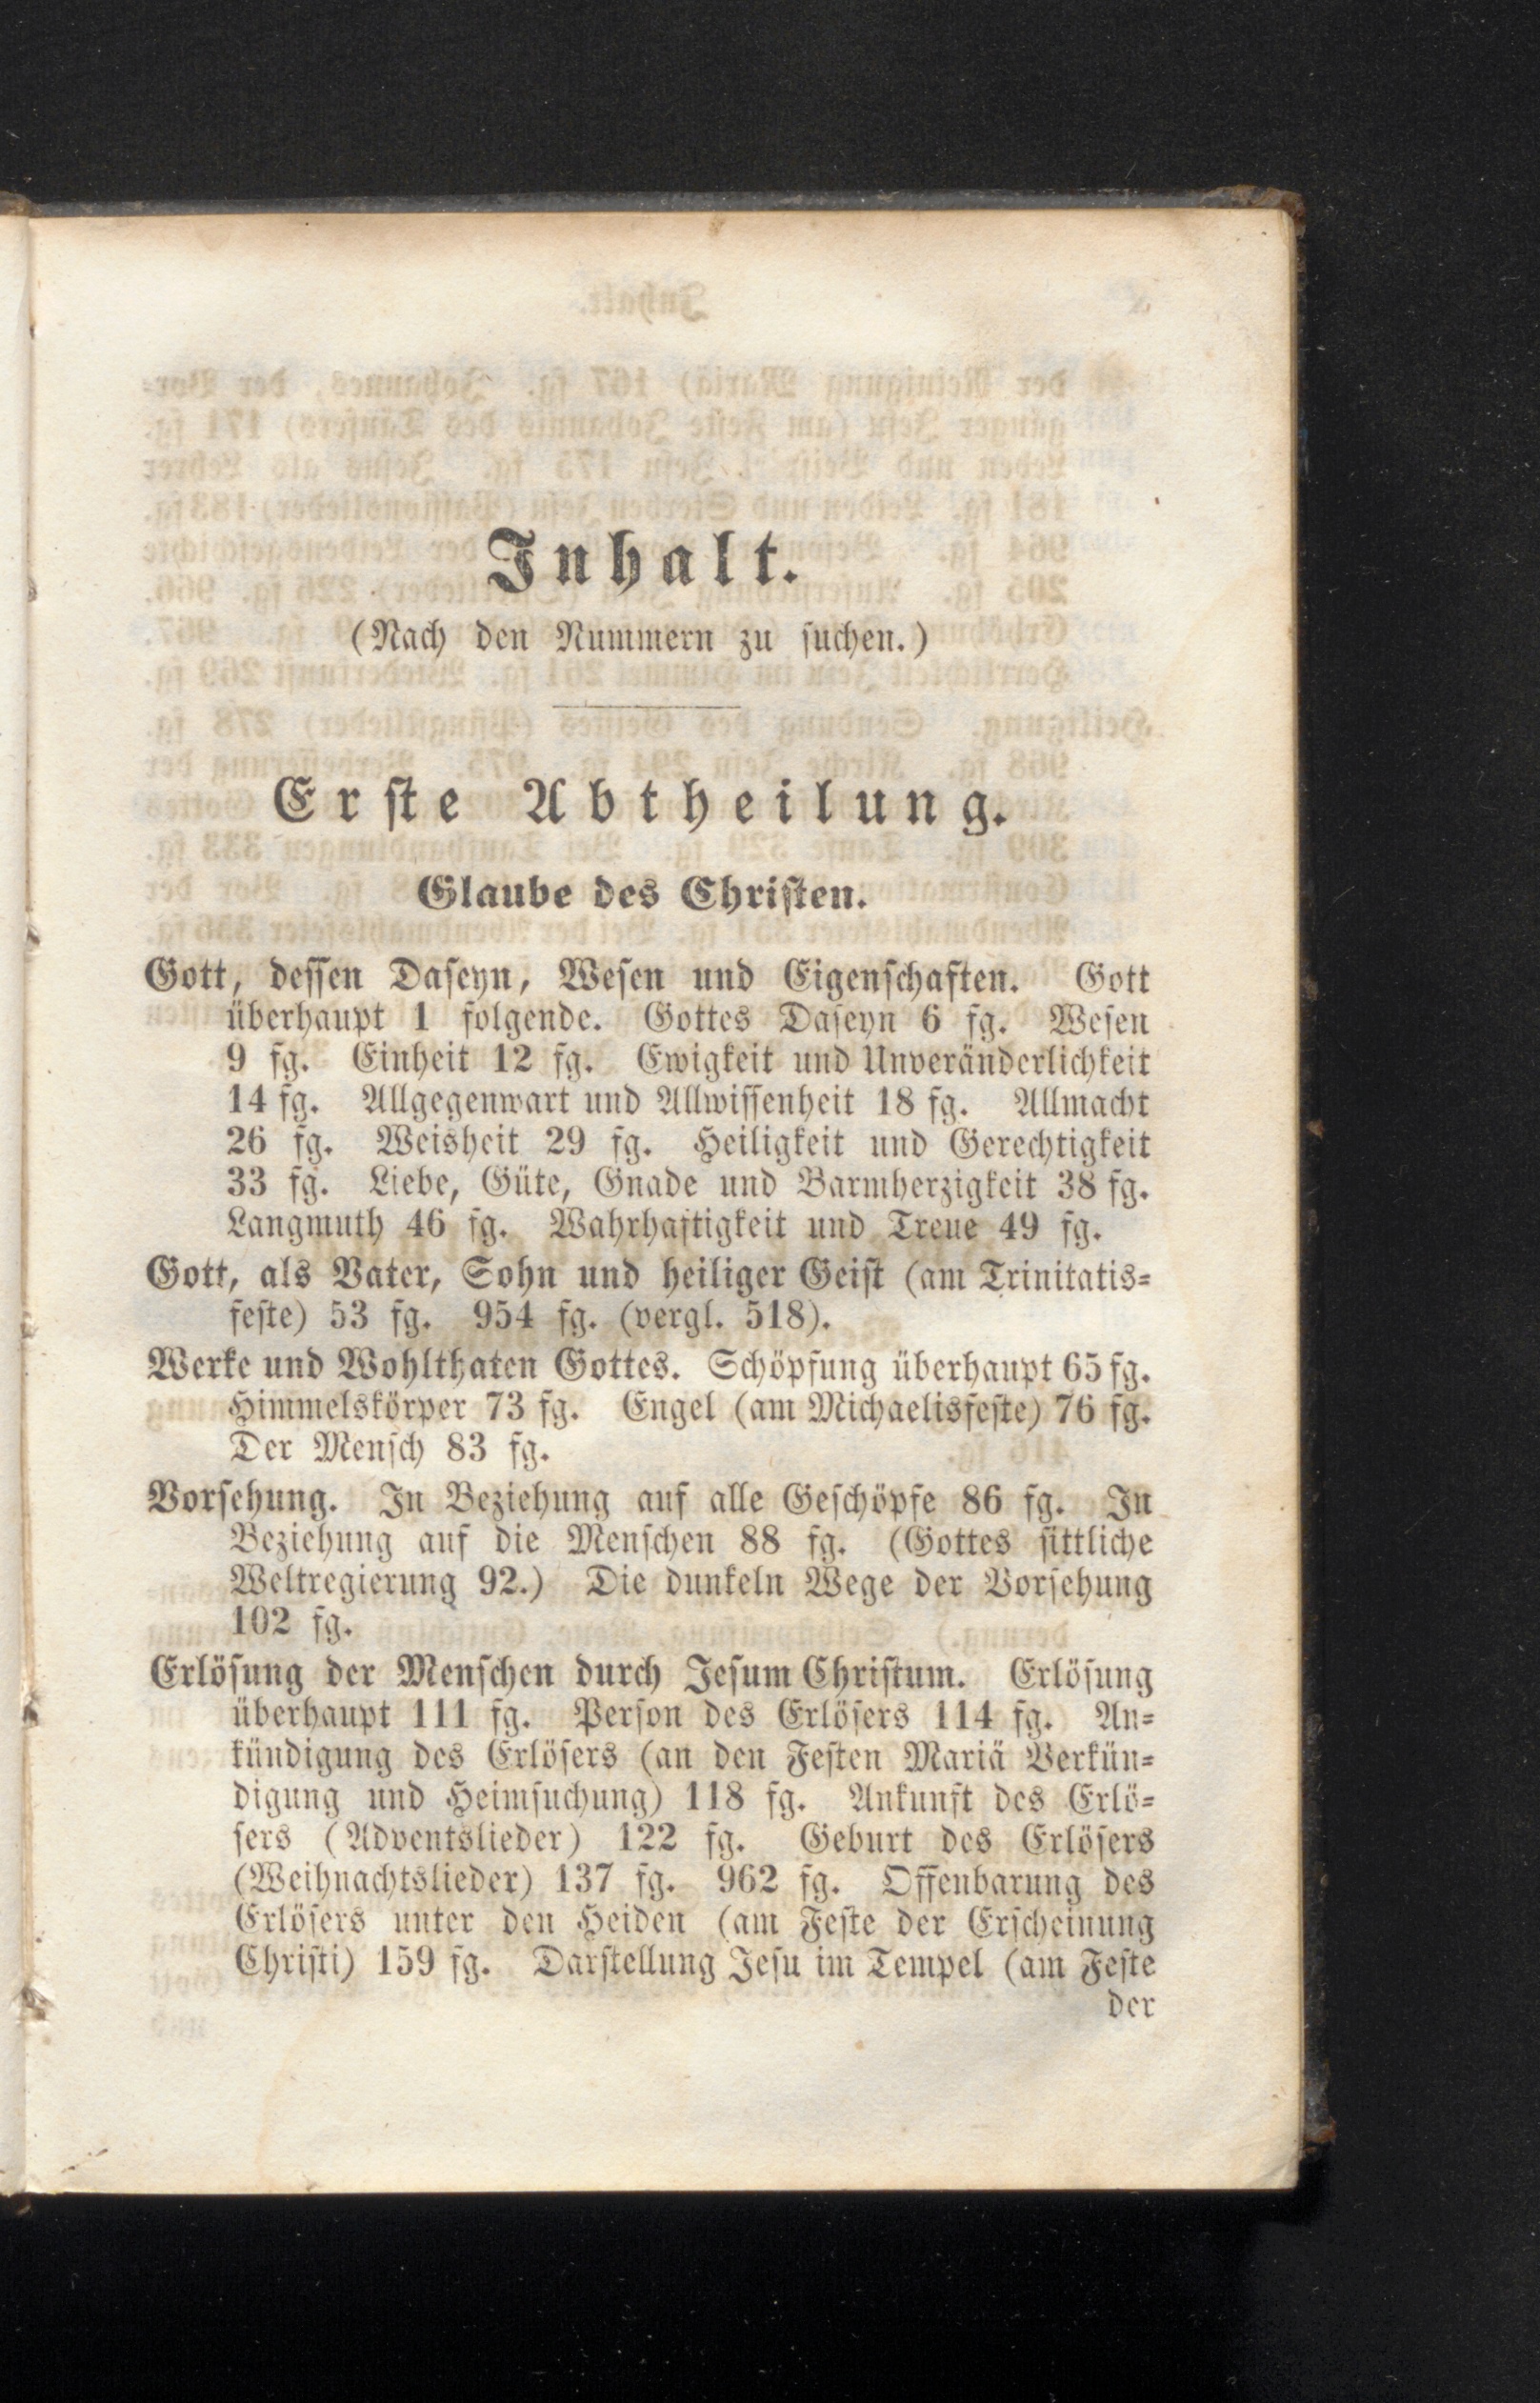 Inhalt.
(Nach den Nummern zu suchen.)
Erste Abtheilung.
Glaube des Christen.
Gott, dessen Daseyn, Wesen und Eigenschaften. Gott
überhaupt 1 folgende. Gottes Daseyn 6 fg. Wesen
9 fg. Einheit 12 fg. Ewigkeit und Unveränderlichkeit
14 fg. Allgegenwart und Allwissenheit 18 fg. Allmacht
26 fg. Weisheit 29 fg. Heiligkeit und Gerechtigkeit
33 fg. Liebe, Güte, Gnade und Barmherzigkeit 38 fg.
Langmuth 46 fg. Wahrhaftigkeit und Treue 49 fg.
Gott, als Vater, Sohn und heiliger Geist (am Trinitatis=
feste) 53 fg. 954 fg. (vergl. 518).
Werke und Wohlthaten Gottes. Schöpfung überhaupt 65 fg.
Himmelskörper 73 fg. Engel (am Michaelisfeste) 76 fg.
Der Mensch 83 fg.
Vorsehung. In Beziehung auf alle Geschöpfe 86 fg. In
Beziehung auf die Menschen 88 fg. (Gottes sittliche
Weltregierung 92.) Die dunkeln Wege der Vorsehung
102 fg.
Erlösung der Menschen durch Jesum Christum. Erlösung
überhaupt 111 fg. Person des Erlösers 114 fg. An=
kündigung des Erlösers (an den Festen Mariä Verkün=
digung und Heimsuchung) 118 fg. Ankunft des Erlö=
sers (Adventslieder) 122 fg. Geburt des Erlösers
(Weihnachtslieder) 137 fg. 962 fg. Offenbarung des
Erlösers unter den Heiden (am Feste der Erscheinung
Christi) 159 fg. Darstellung Jesu im Tempel (am Feste
der